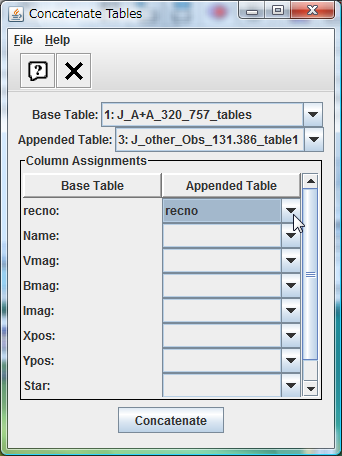 Concatenate Tables
File Help
Base Table: 1: J_A+A_320_757_tables
Appended Table: 3: J_other_Obs_131.386_table1
Column Assignments
Base Table Appended Table
recno: recno
Name:
Vmag:
Bmag:
Imag:
Xpos:
Ypos:
Star:
Concatenate